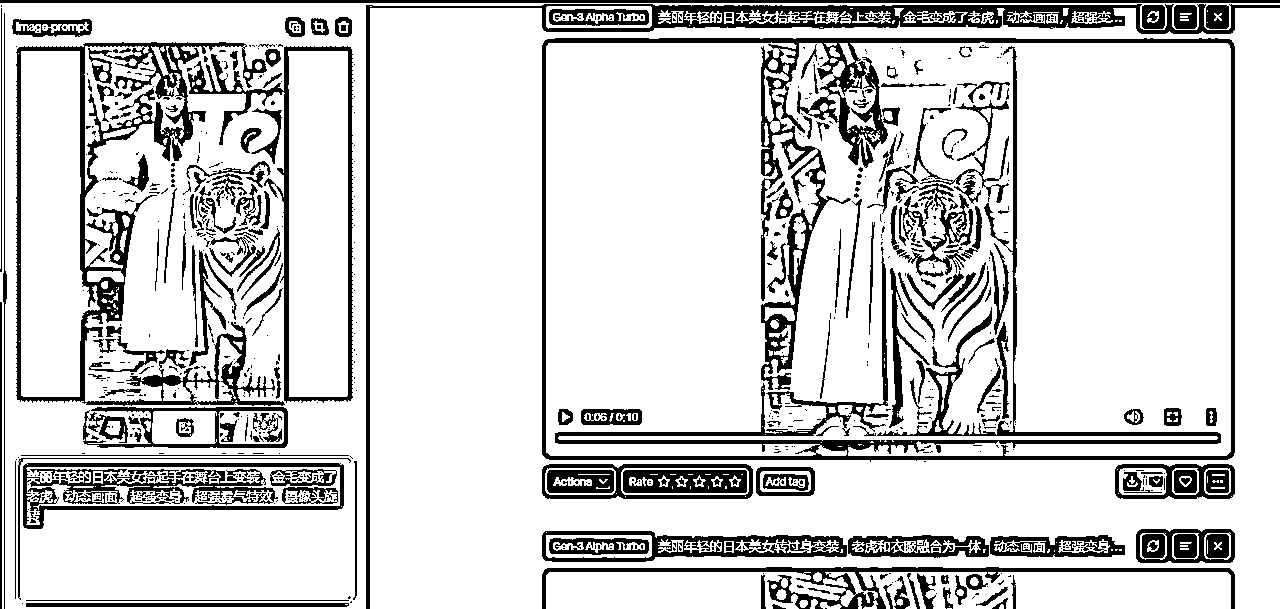 Image-prompt
美丽年轻的日本美女抬起手在舞台上变装，金毛变成了
老虎，动态画面，超强变身，超强雾气特效，摄像头旋
转
Gen-3 Alpha Turbo 美丽年轻的日本美女抬起手在舞台上变装，金毛变成了老虎，动态画面，超强变...
kou
0:06 / 0:10
Actions Rate Add tag
Gen-3 Alpha Turbo 美丽年轻的日本美女转过身变装，老虎和衣服融合为一体，动态画面，超强变身...